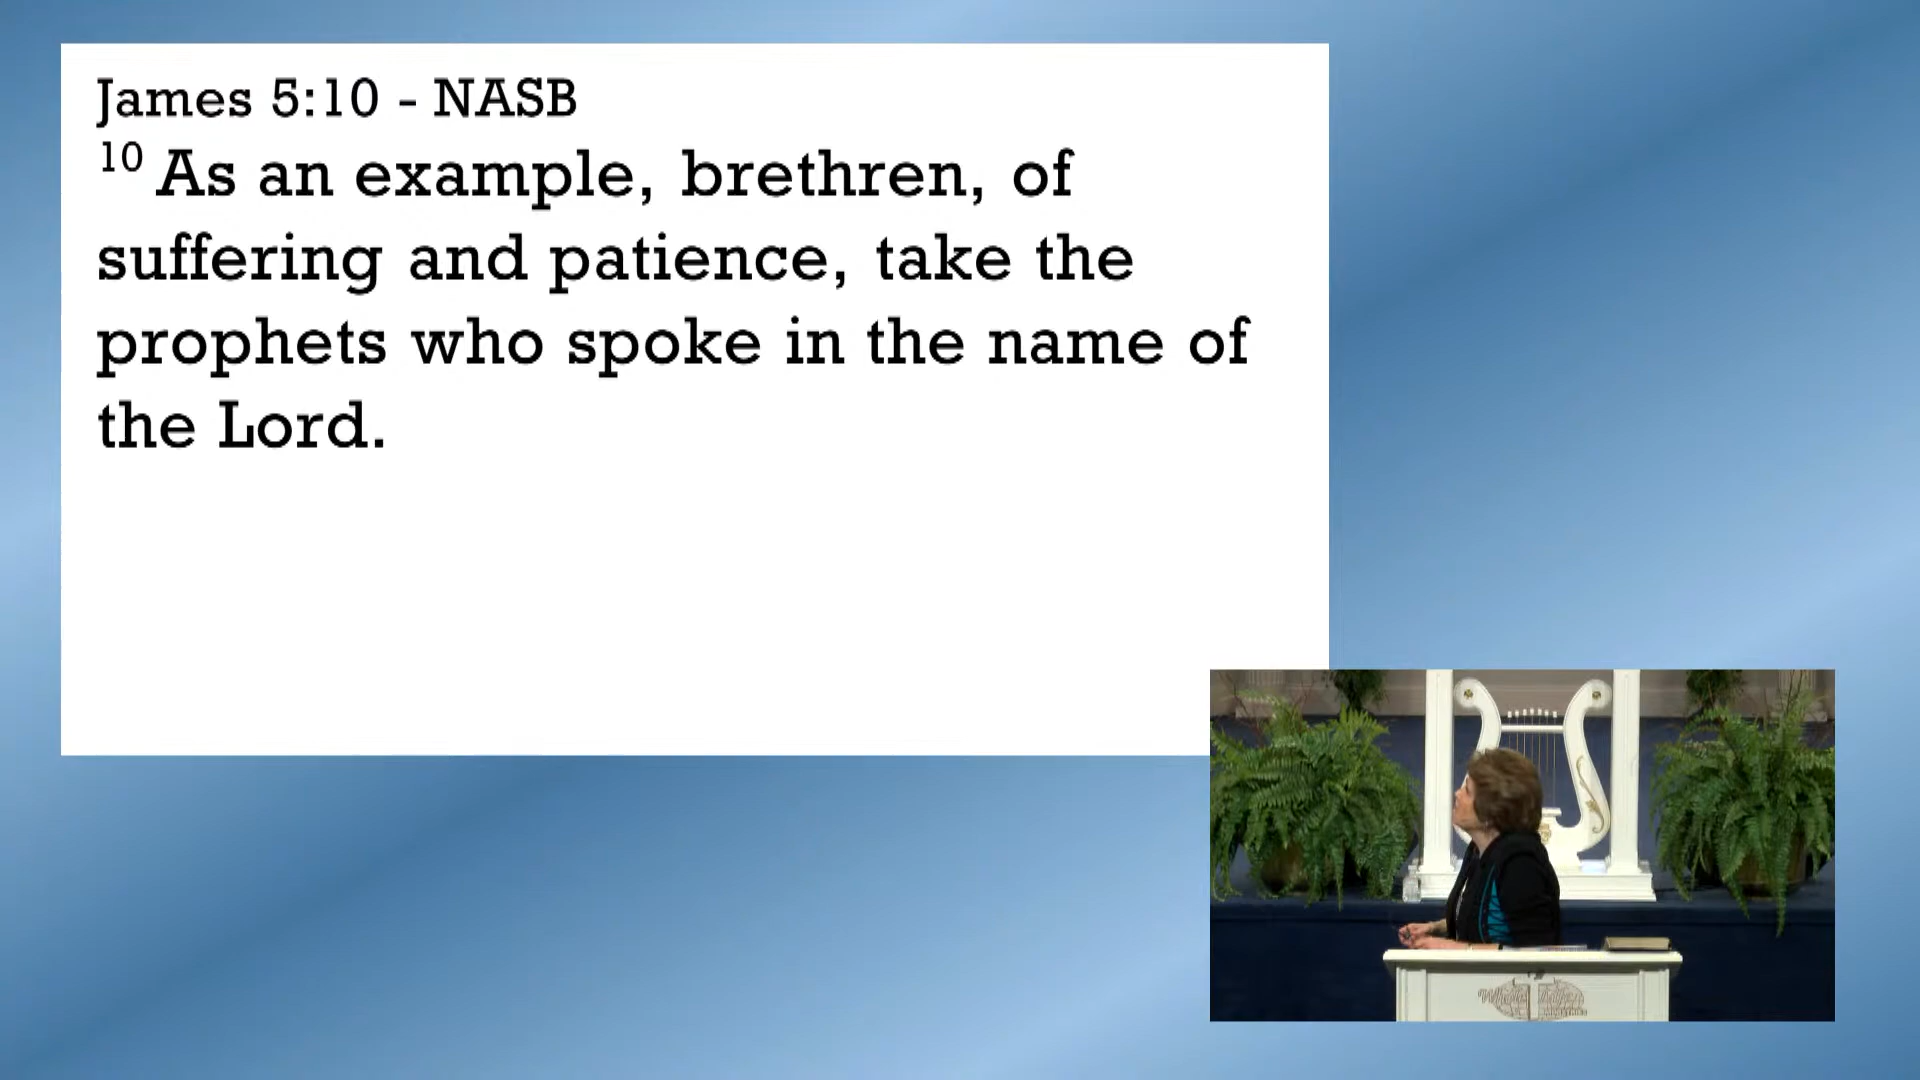 James 5:10 - NASB
10 As an example, brethren, of
suffering and patience, take the
prophets who spoke in the name of
the Lord.